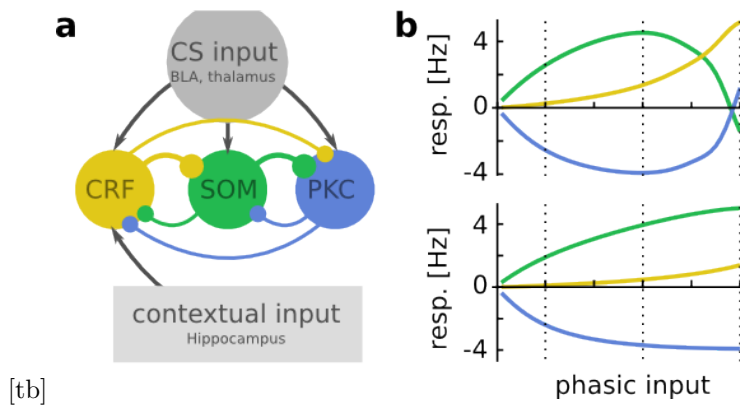 a
CS input
BLA, thalamus
CRF
SOM
PKC
contextual input
Hippocampus
b
resp. [Hz]
4
0
-4
resp. [Hz]
4
0
-4
phasic input
[tb]